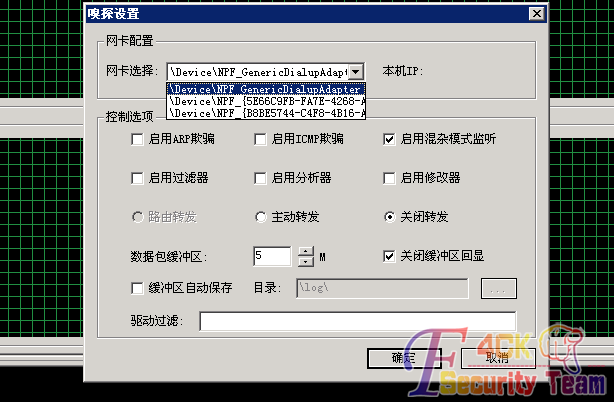 嗅探设置
网卡配置
网卡选择: \Device\NPF_GenericDialupAdapt 本机IP:
\Device\NPF_GenericDialupAdapter
\Device\NPF_{5E66C9FB-FA7E-4268-A
\Device\NPF_{B8BE5744-C4F8-4B16-A
控制选项
启用ARP欺骗 启用ICMP欺骗 启用混杂模式监听
启用过滤器 启用分析器 启用修改器
路由转发 主动转发 关闭转发
数据包缓冲区: 5 M 关闭缓冲区回显
缓冲区自动保存 目录: \log\ ...
驱动过滤:
确定 取消
F4CK
Security Team